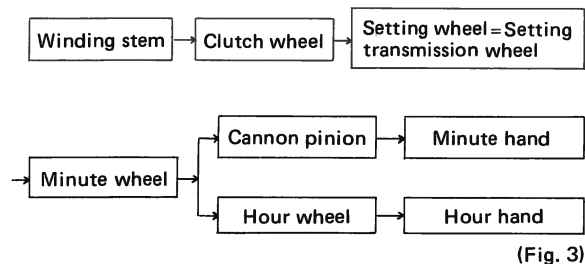 Winding stem
Clutch wheel
Setting wheel = Setting
transmission wheel
Minute wheel
Cannon pinion
Minute hand
Hour wheel
Hour hand
(Fig. 3)